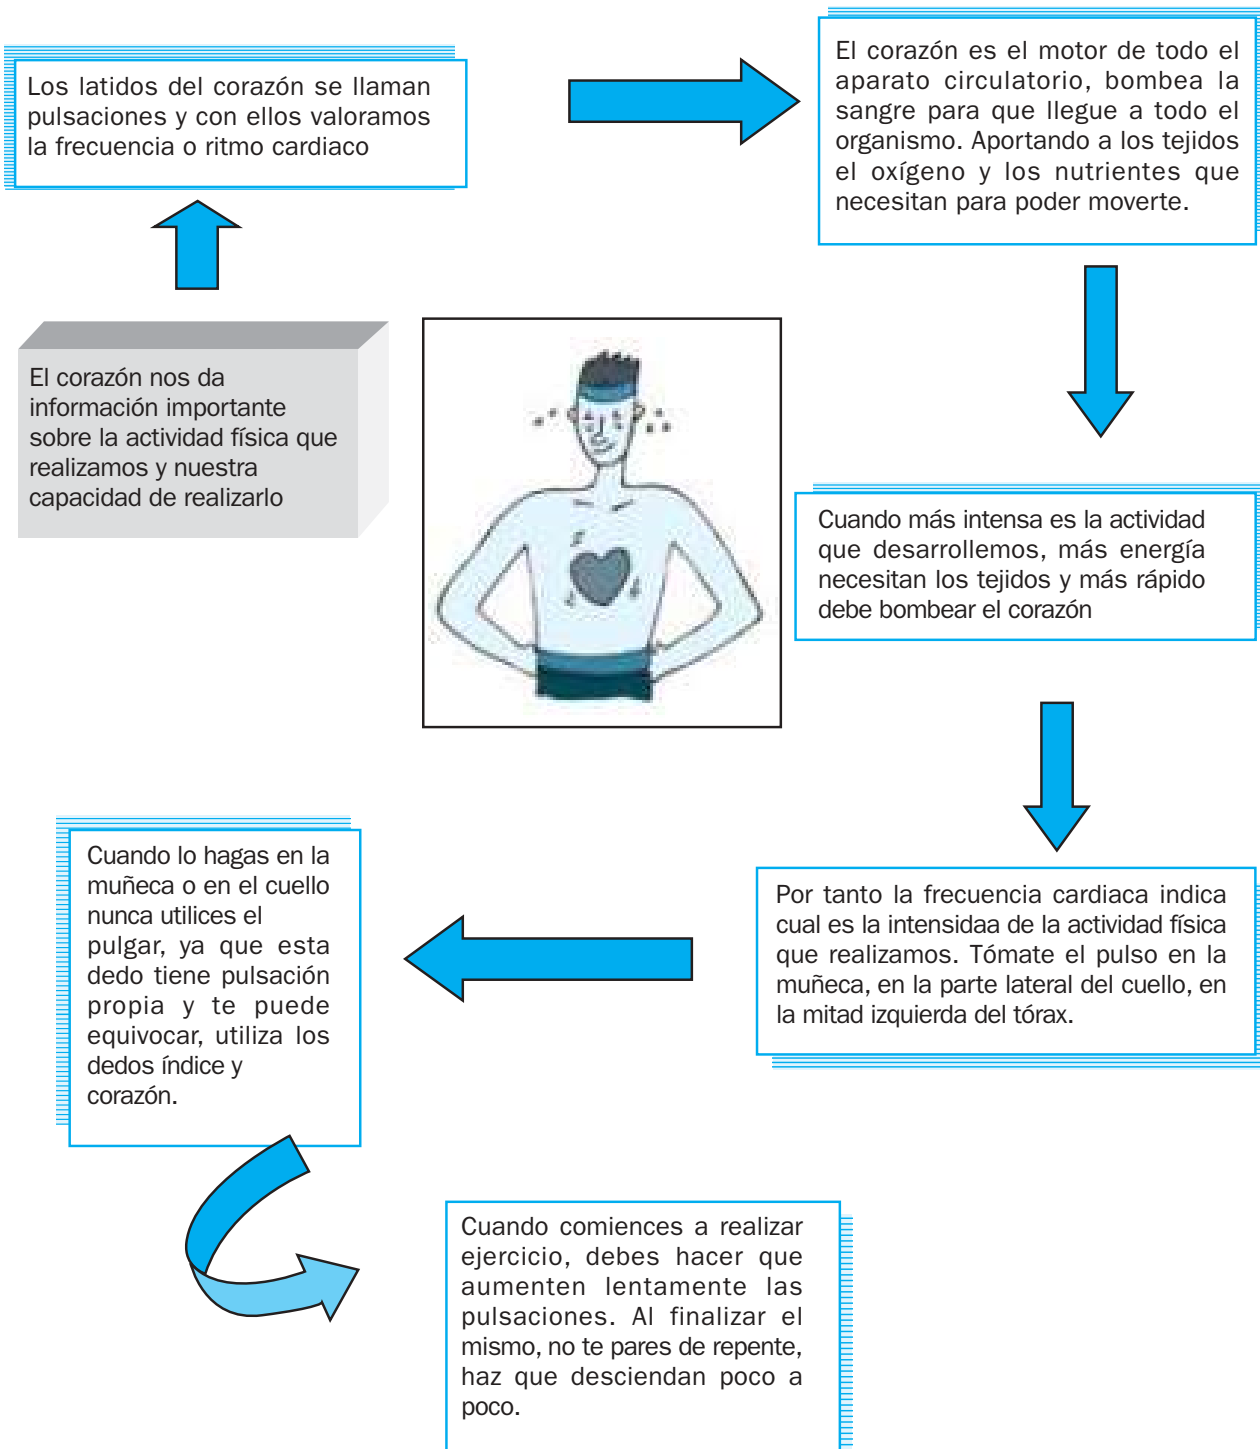 El corazón nos da
información importante
sobre la actividad física que
realizamos y nuestra
capacidad de realizarlo
Los latidos del corazón se llaman
pulsaciones y con ellos valoramos
la frecuencia o ritmo cardiaco
El corazón es el motor de todo el
aparato circulatorio, bombea la
sangre para que llegue a todo el
organismo. Aportando a los tejidos
el oxígeno y los nutrientes que
necesitan para poder moverte.
Cuando más intensa es la actividad
que desarrollemos, más energía
necesitan los tejidos y más rápido
debe bombear el corazón
Por tanto la frecuencia cardiaca indica
cual es la intensidaa de la actividad física
que realizamos. Tómate el pulso en la
muñeca, en la parte lateral del cuello, en
la mitad izquierda del tórax.
Cuando lo hagas en la
muñeca o en el cuello
nunca utilices el
pulgar, ya que esta
dedo tiene pulsación
propia y te puede
equivocar, utiliza los
dedos índice y
corazón.
Cuando comiences a realizar
ejercicio, debes hacer que
aumenten lentamente las
pulsaciones. Al finalizar el
mismo, no te pares de repente,
haz que desciendan poco a
poco.